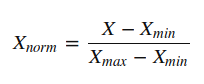 X_norm = (X − X_min) / (X_max − X_min)